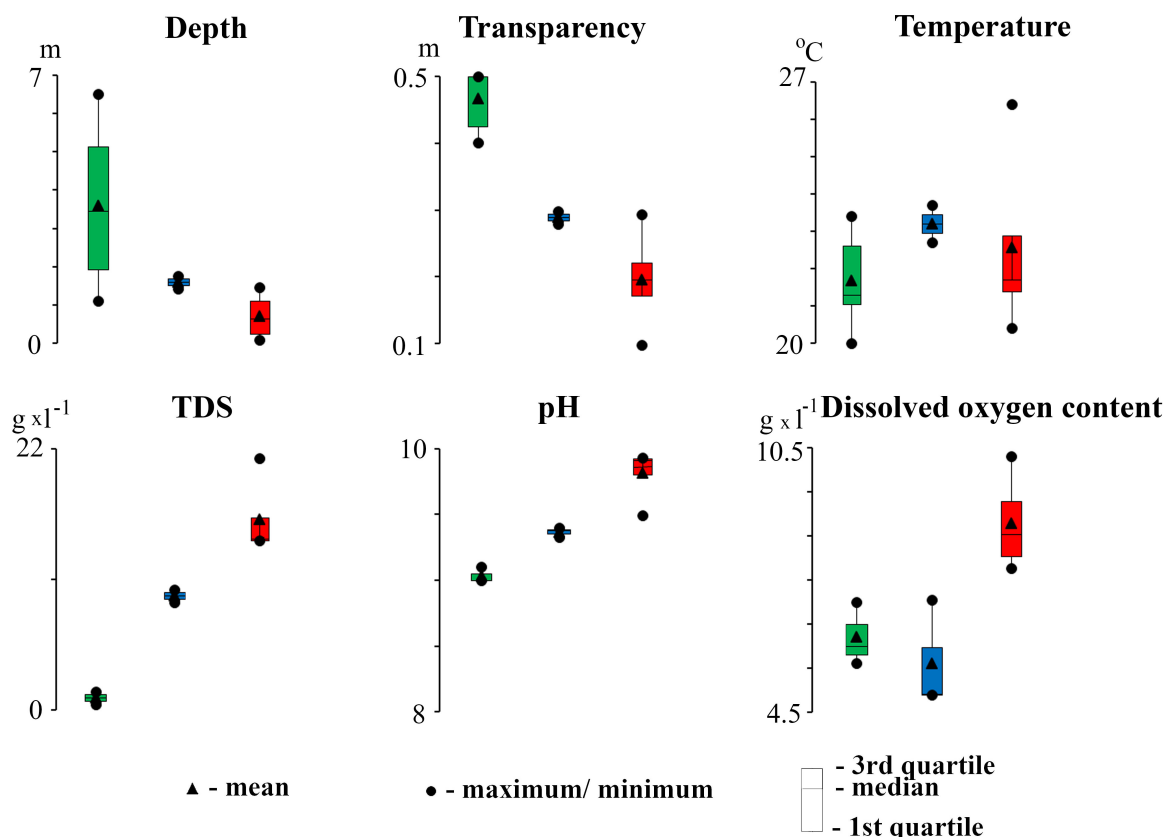 Depth
Transparency
Temperature
m
m
°C
7
0.5
27
0
0.1
20
TDS
pH
Dissolved oxygen content
g x l⁻¹
g x l⁻¹
22
10
10.5
0
8
4.5
- mean
- maximum/ minimum
- 3rd quartile
- median
- 1st quartile